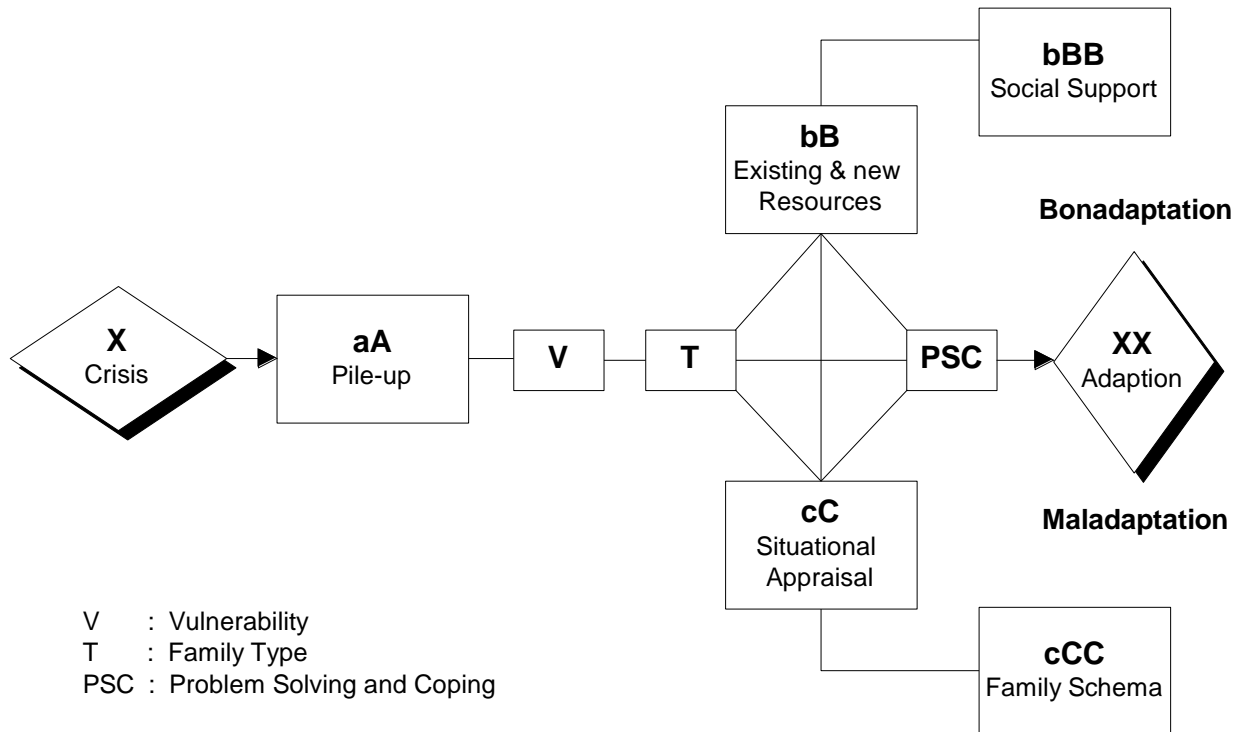 bBB
Social Support
bB
Existing & new
Resources
Bonadaptation
X
Crisis
aA
Pile-up
V
T
PSC
XX
Adaption
cC
Situational
Appraisal
Maladaptation
cCC
Family Schema
V : Vulnerability
T : Family Type
PSC : Problem Solving and Coping